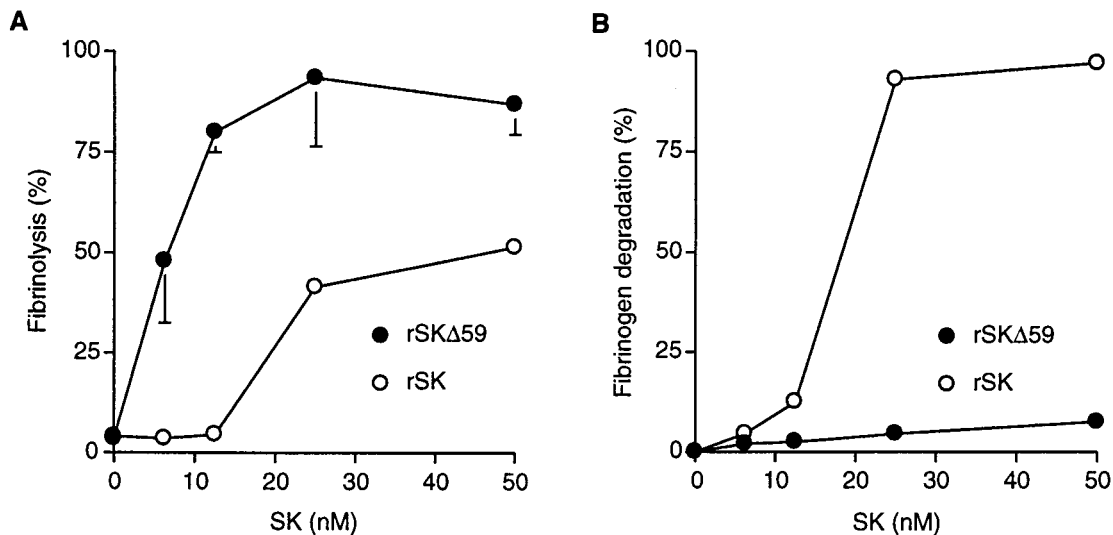 A
100
75
50
25
0
Fibrinolysis (%)
rSKΔ59
rSK
0 10 20 30 40 50
SK (nM)
B
100
75
50
25
0
Fibrinogen degradation (%)
rSKΔ59
rSK
0 10 20 30 40 50
SK (nM)